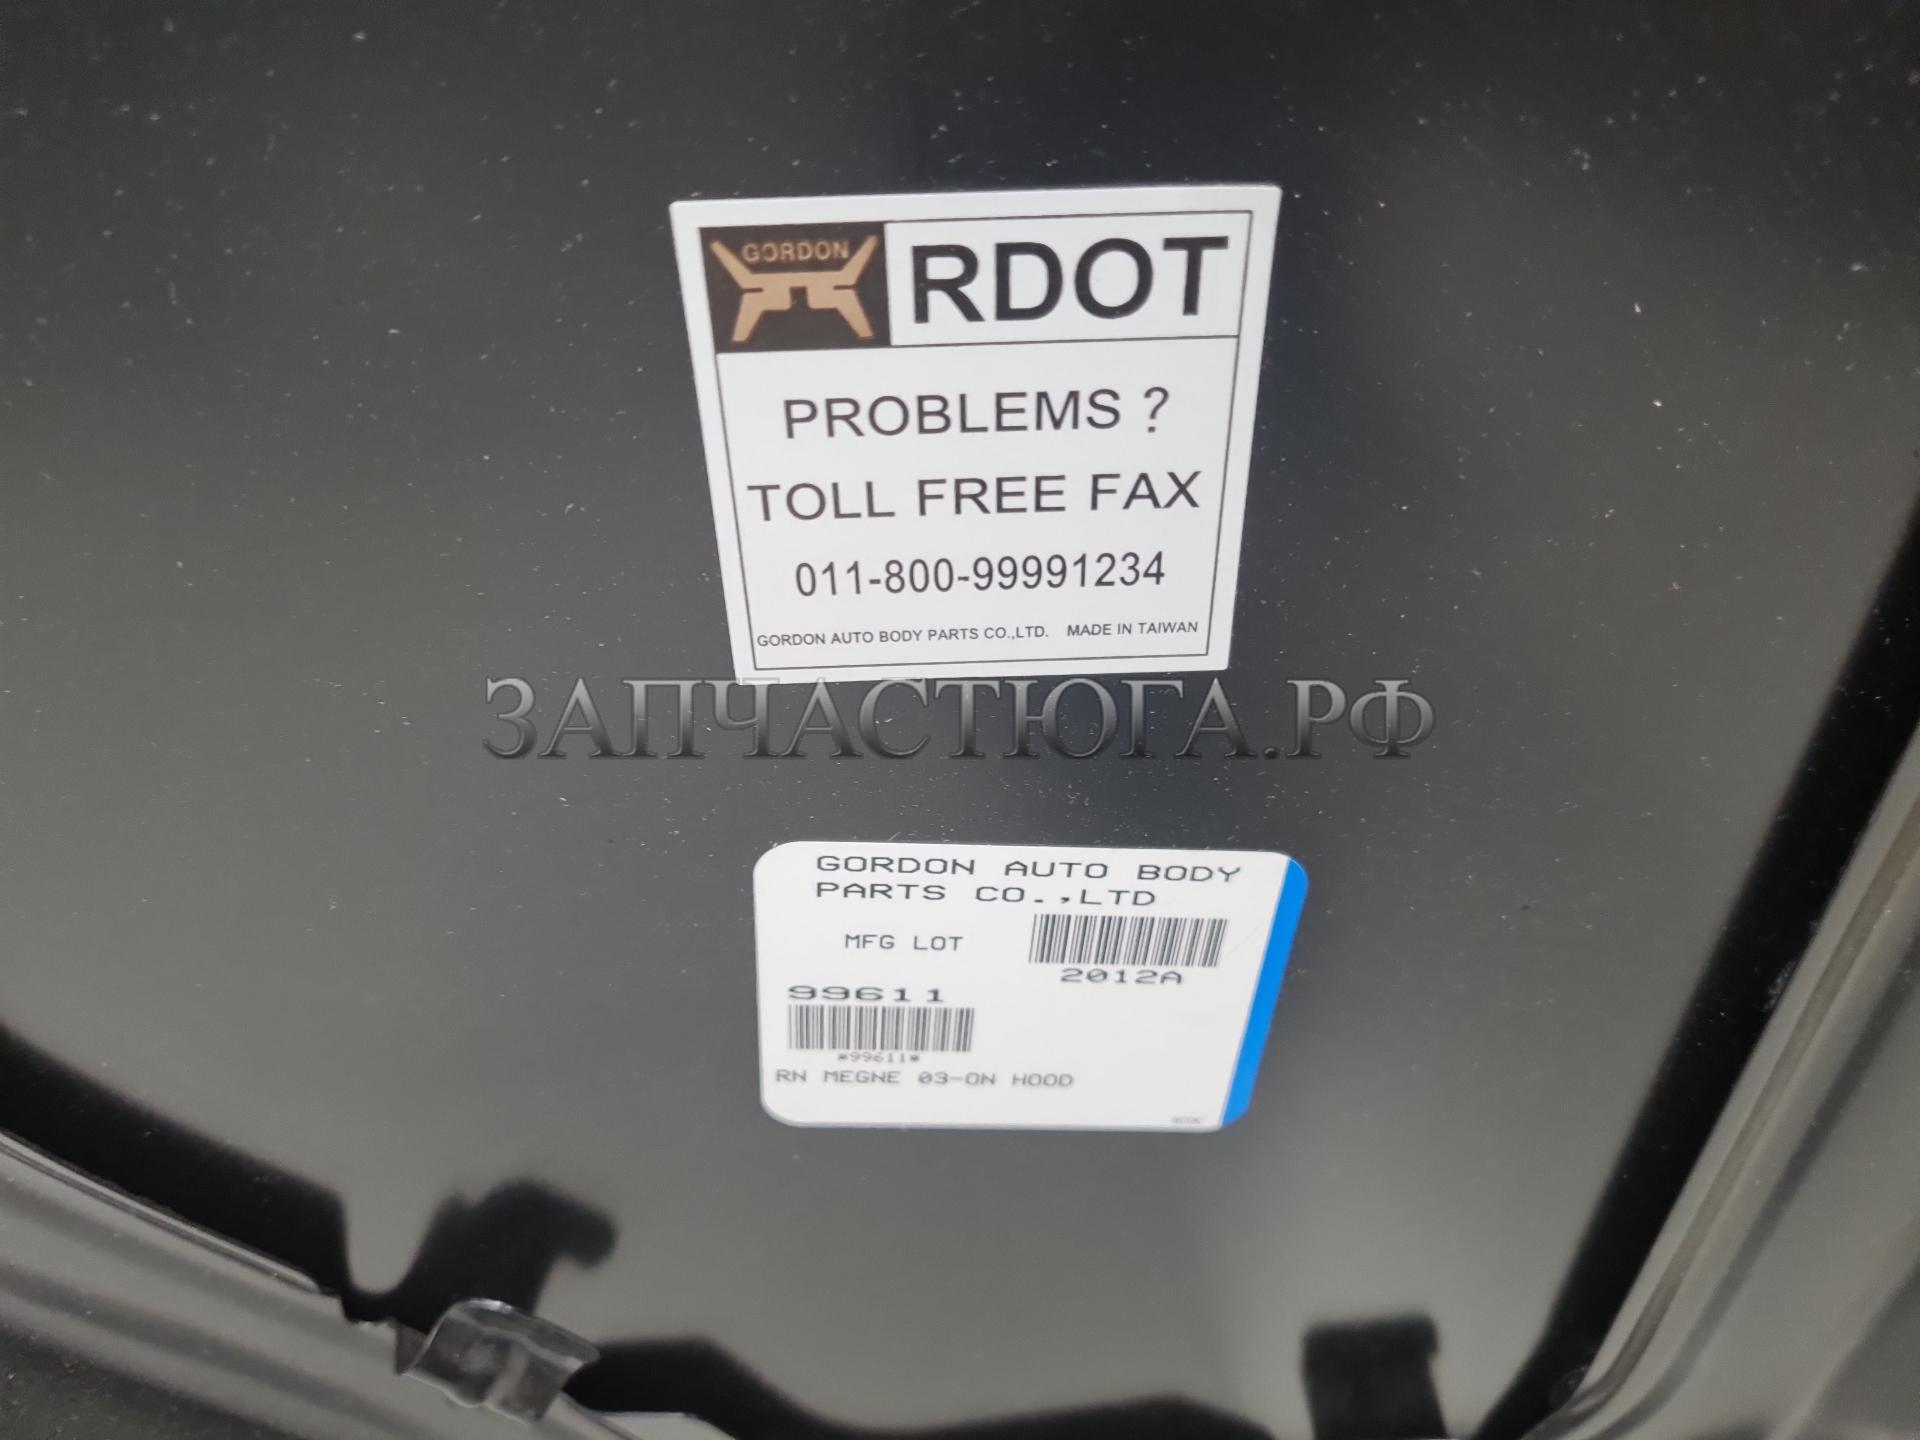 GORDON
RDOT
PROBLEMS ?
TOLL FREE FAX
011-800-99991234
GORDON AUTO BODY PARTS CO.,LTD. MADE IN TAIWAN
ЗАПЧАСТЮГА.РФ
GORDON AUTO BODY
PARTS CO.,LTD
MFG LOT
2012A
99611
*99611*
RN MEGNE 03-ON HOOD